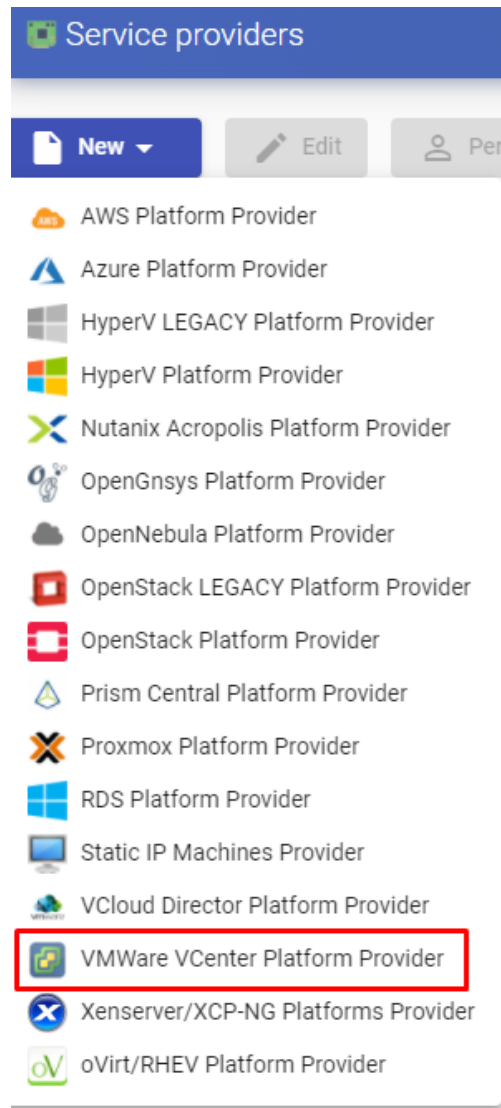 Service providers
New
Edit
Per
AWS Platform Provider
Azure Platform Provider
HyperV LEGACY Platform Provider
HyperV Platform Provider
Nutanix Acropolis Platform Provider
OpenGnsys Platform Provider
OpenNebula Platform Provider
OpenStack LEGACY Platform Provider
OpenStack Platform Provider
Prism Central Platform Provider
Proxmox Platform Provider
RDS Platform Provider
Static IP Machines Provider
VCloud Director Platform Provider
VMWare VCenter Platform Provider
Xenserver/XCP-NG Platforms Provider
oVirt/RHEV Platform Provider